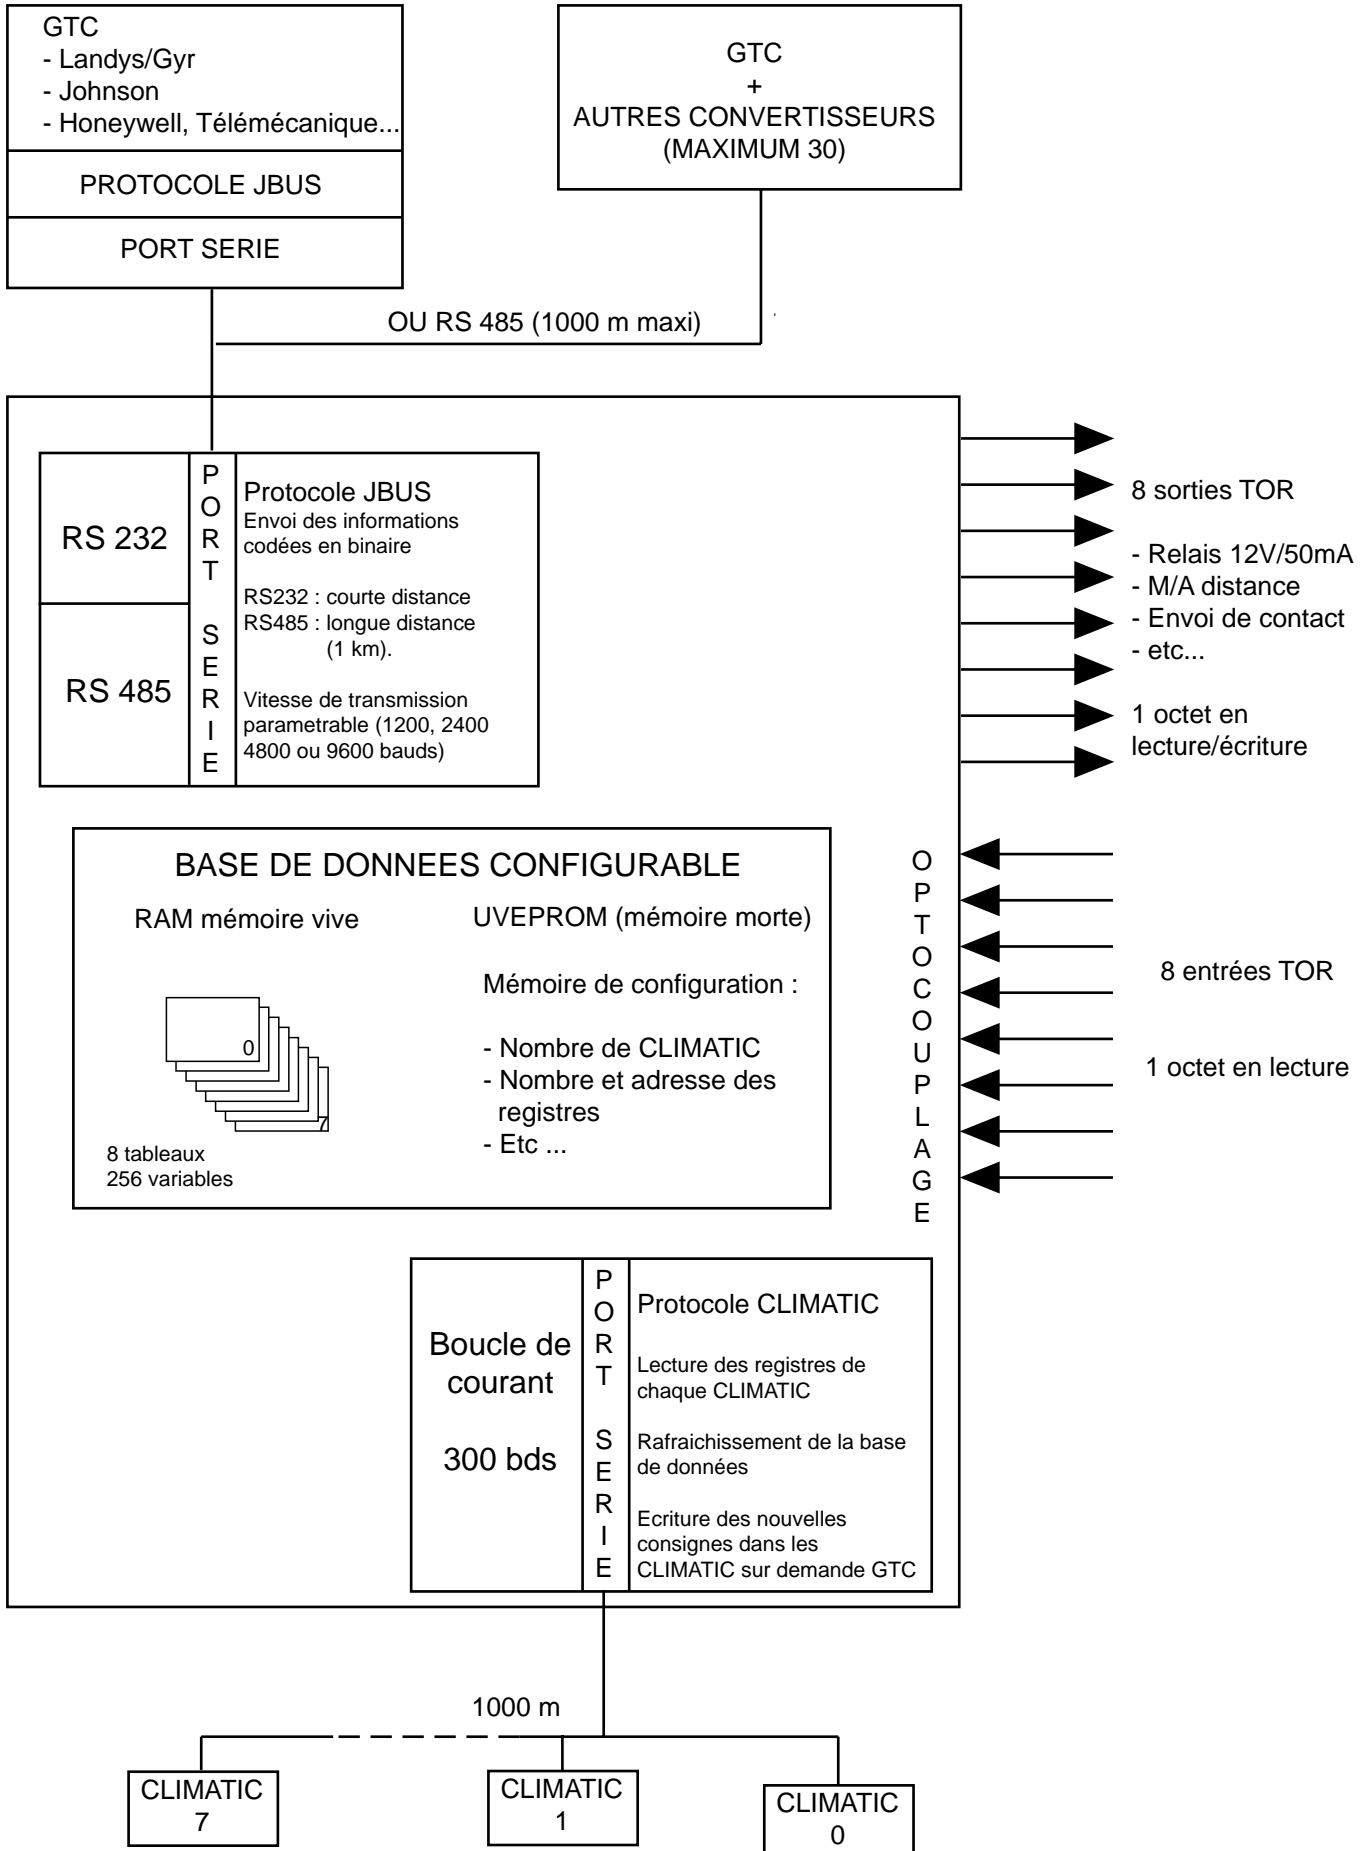 GTC
- Landys/Gyr
- Johnson
- Honeywell, Télémécanique...
PROTOCOLE JBUS
PORT SERIE
GTC
+
AUTRES CONVERTISSEURS
(MAXIMUM 30)
OU RS 485 (1000 m maxi)
RS 232
RS 485
PORT SERIE
Protocole JBUS
Envoi des informations
codées en binaire
RS232 : courte distance
RS485 : longue distance
(1 km).
Vitesse de transmission
parametrable (1200, 2400
4800 ou 9600 bauds)
8 sorties TOR
- Relais 12V/50mA
- M/A distance
- Envoi de contact
- etc...
1 octet en
lecture/écriture
BASE DE DONNEES CONFIGURABLE
RAM mémoire vive
0
7
8 tableaux
256 variables
UVEPROM (mémoire morte)
Mémoire de configuration :
- Nombre de CLIMATIC
- Nombre et adresse des
registres
- Etc ...
OPTOCOUPLAGE
8 entrées TOR
1 octet en lecture
Boucle de
courant
300 bds
PORT SERIE
Protocole CLIMATIC
Lecture des registres de
chaque CLIMATIC
Rafraichissement de la base
de données
Ecriture des nouvelles
consignes dans les
CLIMATIC sur demande GTC
1000 m
CLIMATIC
7
CLIMATIC
1
CLIMATIC
0